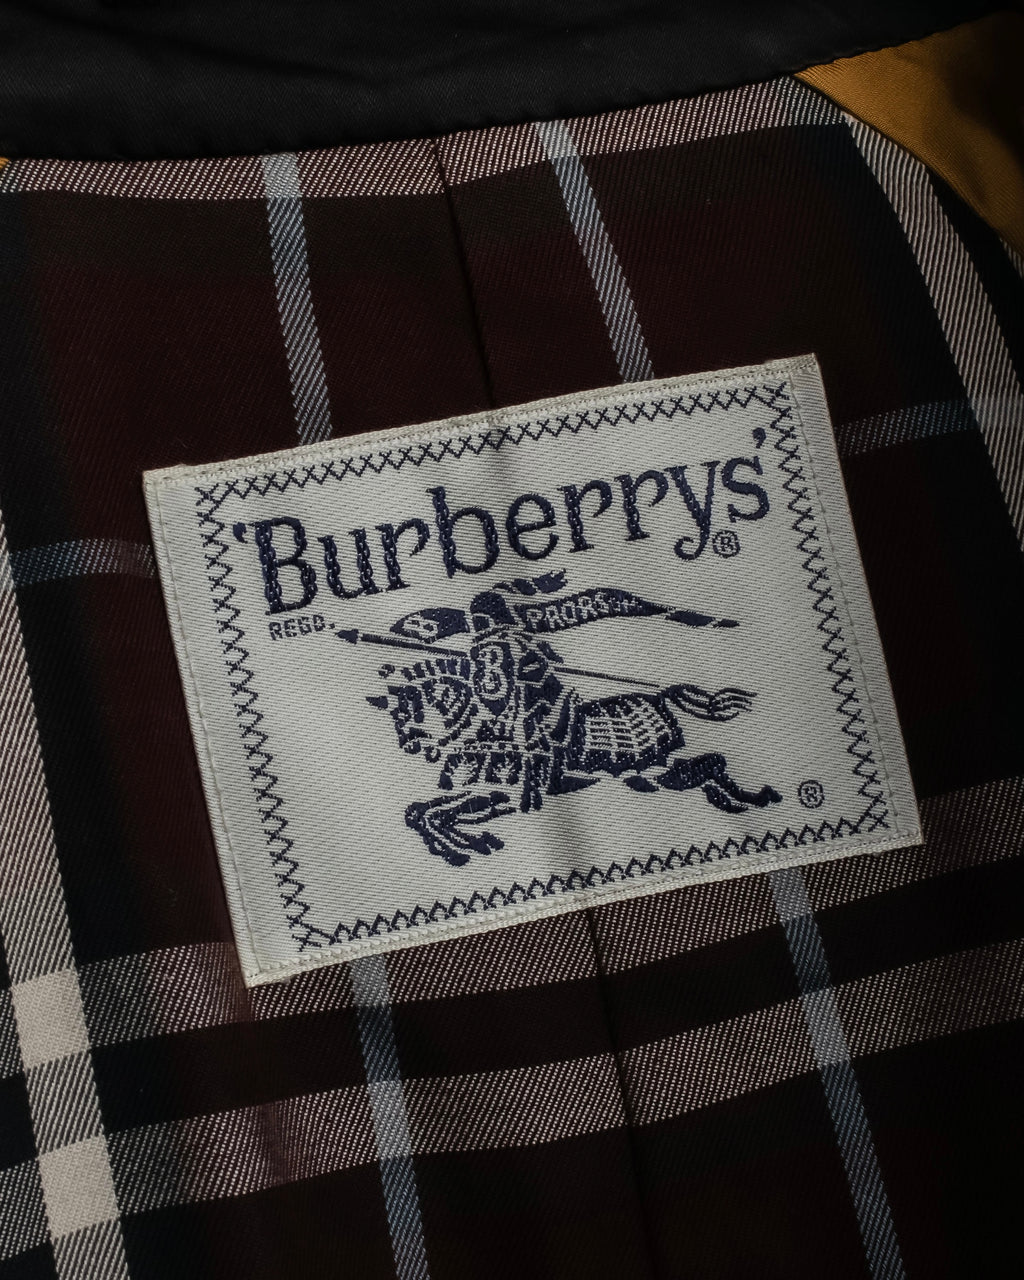 'Burberrys'®
REGD.
PRORSUM
B
®